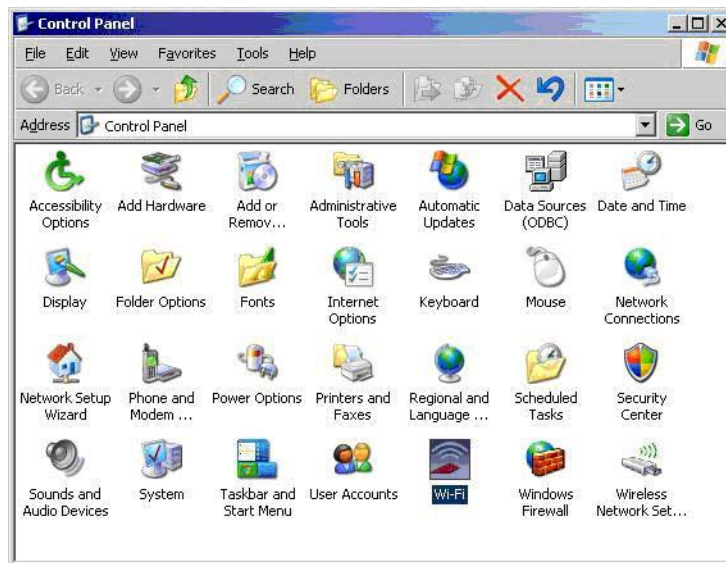 Control Panel
File Edit View Favorites Tools Help
Back Search Folders
Address Control Panel Go
Accessibility Options
Add Hardware
Add or Remov...
Administrative Tools
Automatic Updates
Data Sources (ODBC)
Date and Time
Display
Folder Options
Fonts
Internet Options
Keyboard
Mouse
Network Connections
Network Setup Wizard
Phone and Modem ...
Power Options
Printers and Faxes
Regional and Language ...
Scheduled Tasks
Security Center
Sounds and Audio Devices
System
Taskbar and Start Menu
User Accounts
Wi-Fi
Windows Firewall
Wireless Network Set...